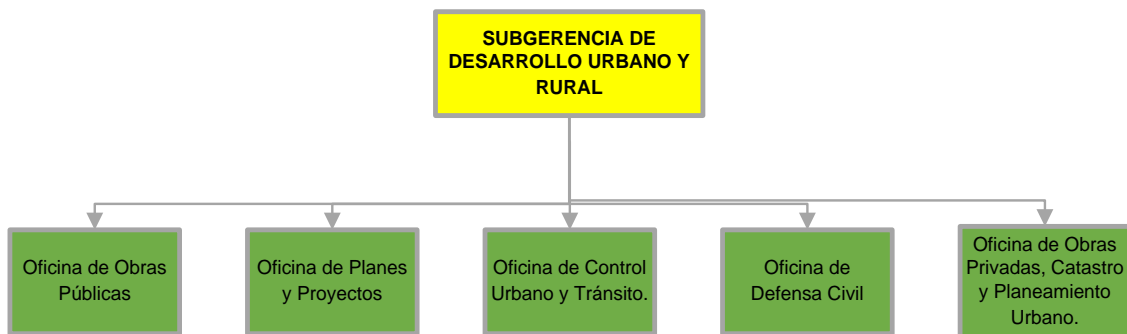 SUBGERENCIA DE
DESARROLLO URBANO Y
RURAL
Oficina de Obras
Públicas
Oficina de Planes
y Proyectos
Oficina de Control
Urbano y Tránsito.
Oficina de
Defensa Civil
Oficina de Obras
Privadas, Catastro
y Planeamiento
Urbano.